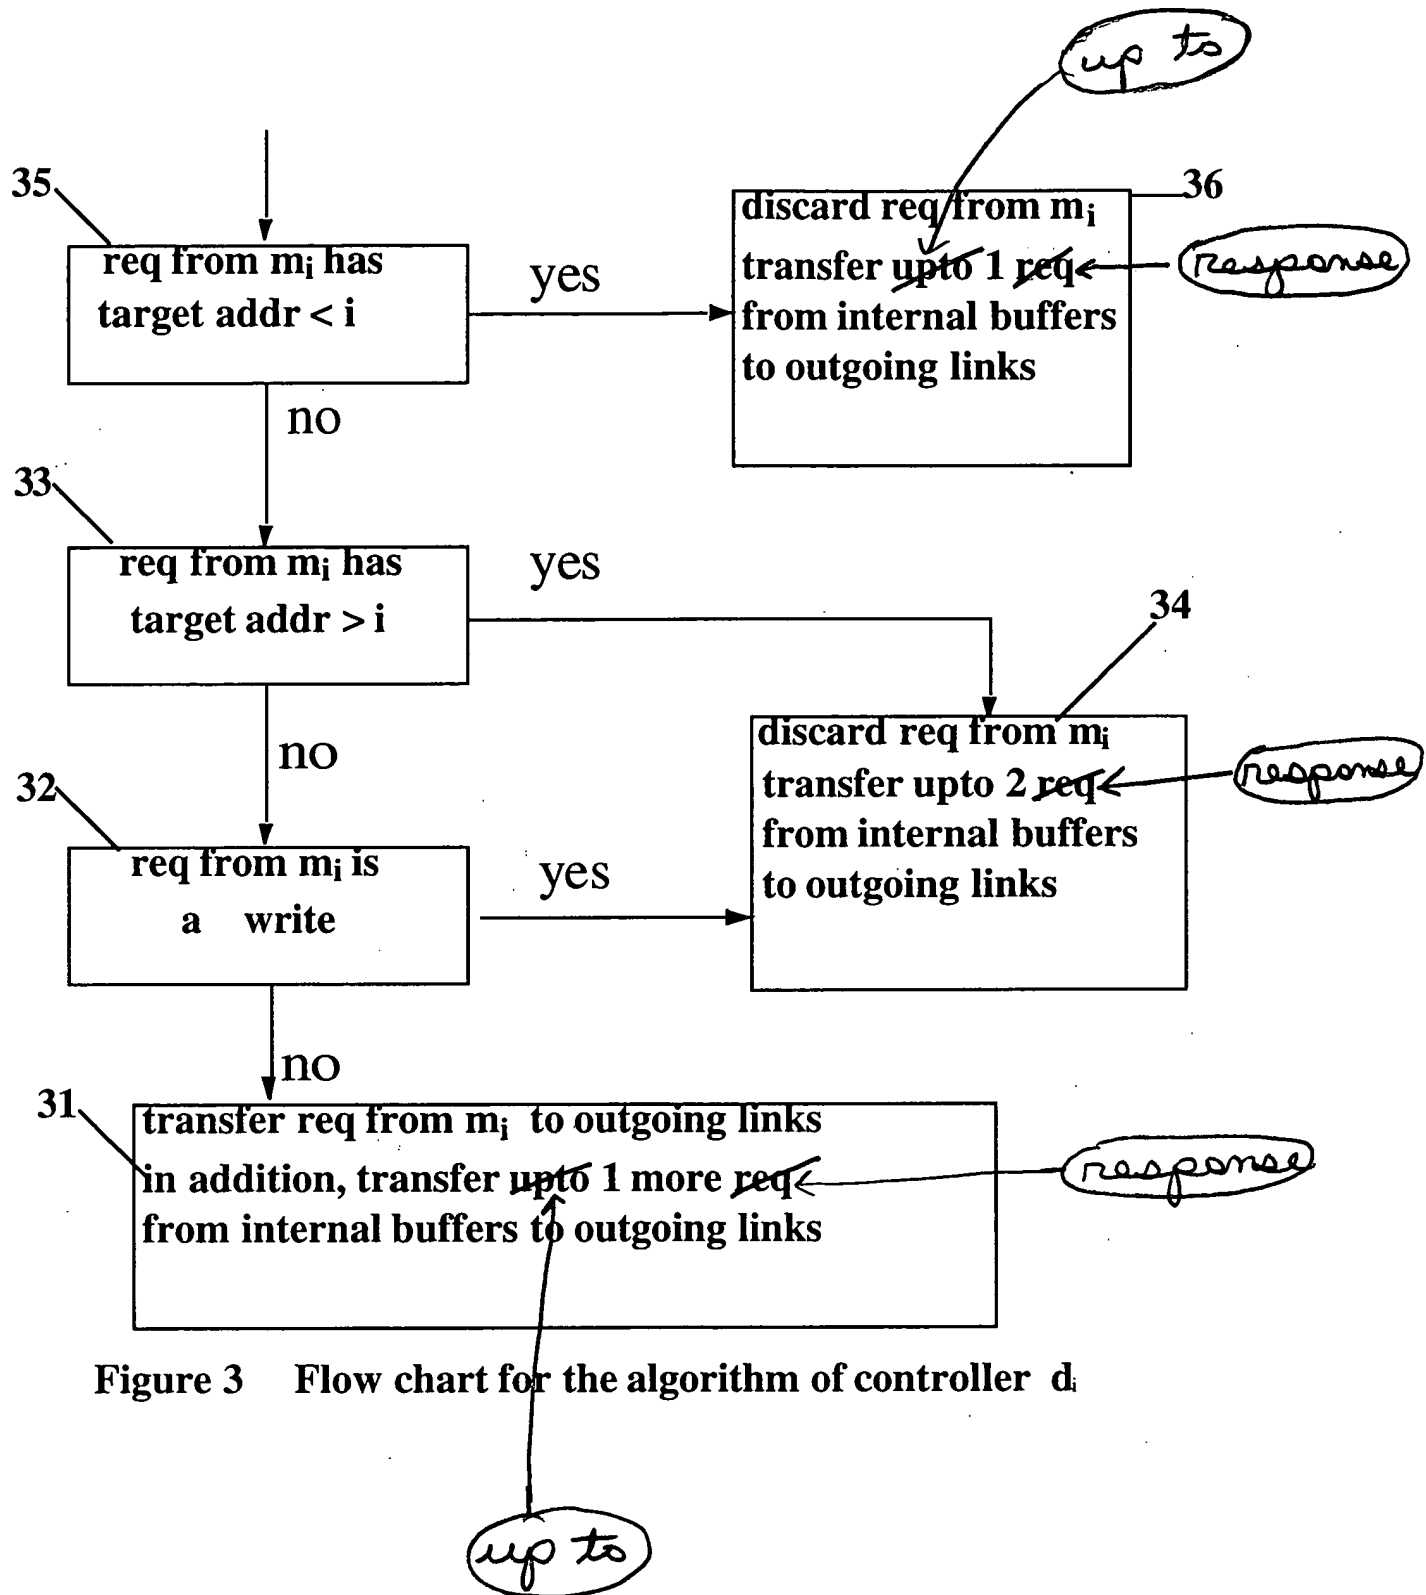 up to
35
req from mi has
target addr < i
yes
36
discard req from mi
transfer upto 1 req
response
from internal buffers
to outgoing links
no
33
req from mi has
target addr > i
yes
34
discard req from mi
transfer upto 2 req
response
from internal buffers
to outgoing links
no
32
req from mi is
a write
yes
no
31
transfer req from mi to outgoing links
in addition, transfer upto 1 more req
response
from internal buffers to outgoing links
Figure 3 Flow chart for the algorithm of controller di
up to